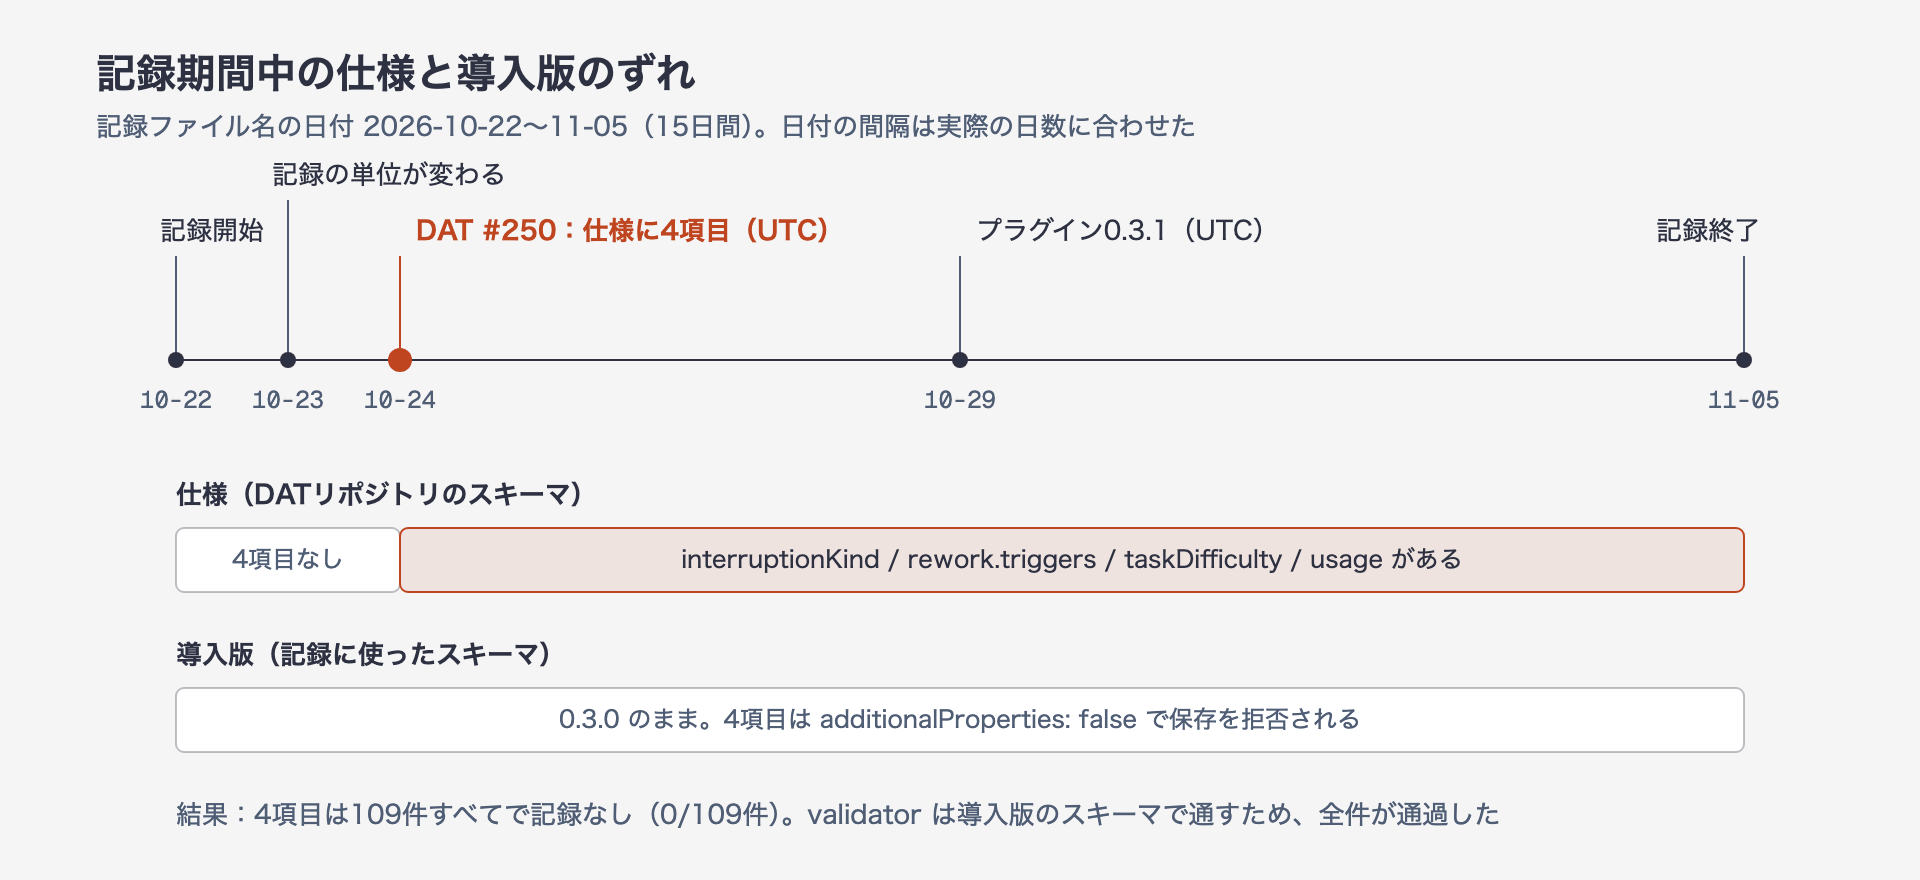 記録期間中の仕様と導入版のずれ
記録ファイル名の日付 2026-10-22〜11-05（15日間）。日付の間隔は実際の日数に合わせた
記録の単位が変わる
記録開始
DAT #250：仕様に4項目（UTC）
プラグイン0.3.1（UTC）
記録終了
10-22
10-23
10-24
10-29
11-05
仕様（DATリポジトリのスキーマ）
4項目なし
interruptionKind / rework.triggers / taskDifficulty / usage がある
導入版（記録に使ったスキーマ）
0.3.0 のまま。4項目は additionalProperties: false で保存を拒否される
結果：4項目は109件すべてで記録なし（0/109件）。validator は導入版のスキーマで通すため、全件が通過した